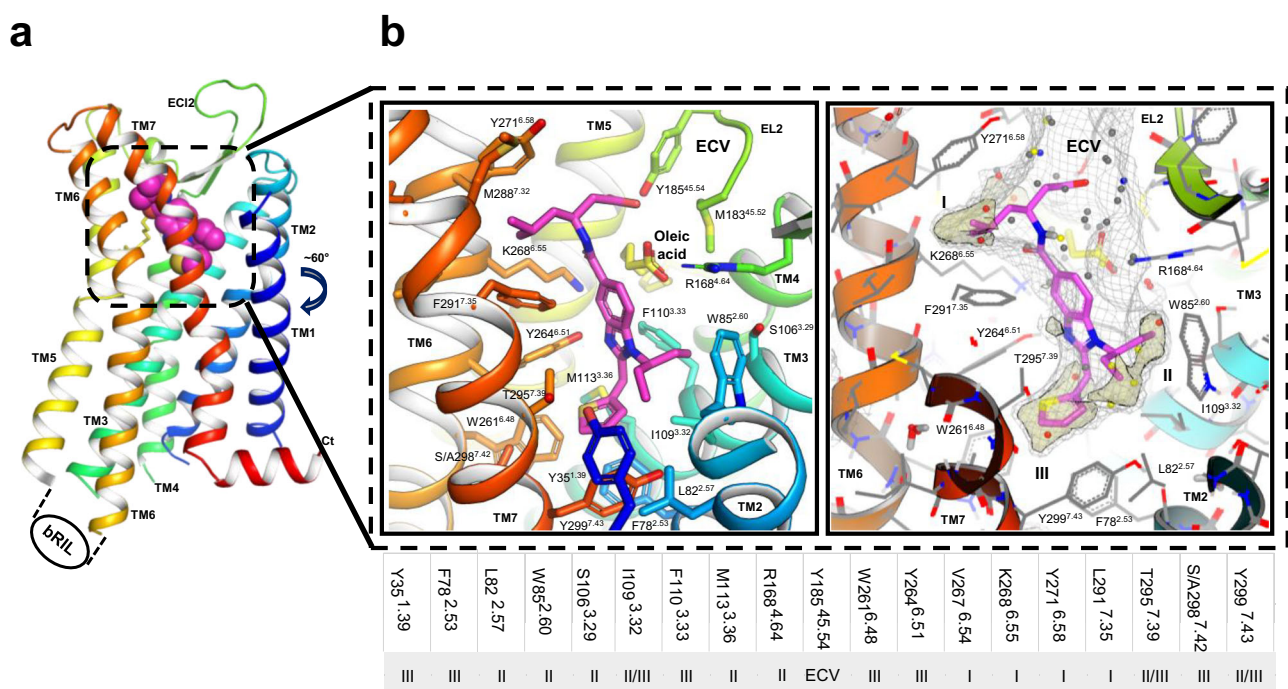 a
b
ECl2
TM7
TM6
TM2
~60°
TM1
TM5
TM3
Ct
TM4
TM6
bRIL
Y271^6.58
TM5
EL2
ECV
M288^7.32
Y185^45.54
M183^45.52
Oleic
acid
K268^6.55
TM4
R168^4.64
F291^7.35
F110^3.33
W85^2.60
S106^3.29
TM6
Y264^6.51
TM3
M113^3.36
T295^7.39
W261^6.48
I109^3.32
S/A298^7.42
Y35^1.39
L82^2.57
TM7
TM2
Y299^7.43
F78^2.53
EL2
ECV
Y271^6.58
I
K268^6.55
R168^4.64
TM3
F291^7.35
W85^2.60
Y264^6.51
T295^7.39
II
I109^3.32
W261^6.48
III
L82^2.57
TM6
TM2
TM7
Y299^7.43
F78^2.53
Y35^1.39
F78^2.53
L82^2.57
W85^2.60
S106^3.29
I109^3.32
F110^3.33
M113^3.36
R168^4.64
Y185^45.54
W261^6.48
Y264^6.51
V267^6.54
K268^6.55
Y271^6.58
L291^7.35
T295^7.39
S/A298^7.42
Y299^7.43
III III II II II II/III III II II ECV III III I I I I II/III III II/III